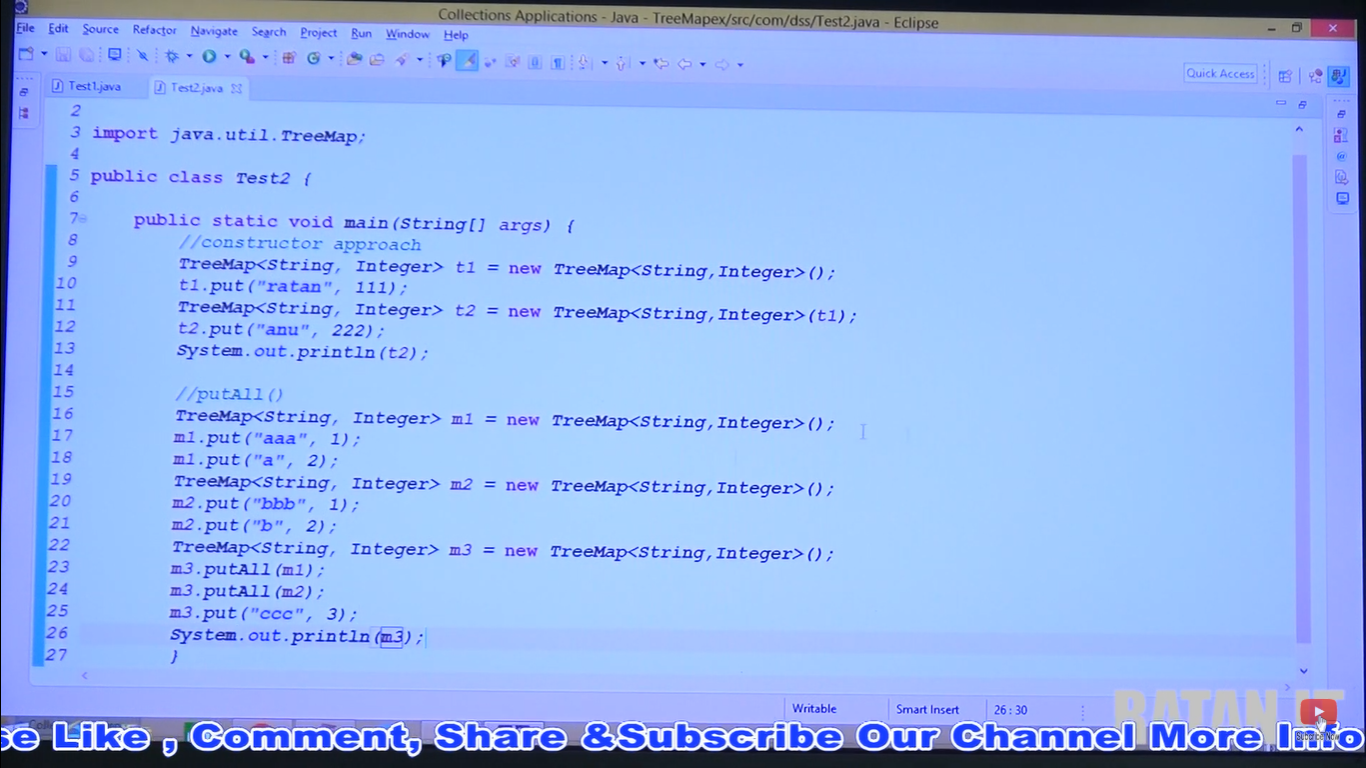 Collections Applications - Java - TreeMapex/src/com/dss/Test2.java - Eclipse
File Edit Source Refactor Navigate Search Project Run Window Help
Quick Access
Test1.java Test2.java
2
3 import java.util.TreeMap;
4
5 public class Test2 {
6
7 public static void main(String[] args) {
8 //constructor approach
9 TreeMap<String, Integer> t1 = new TreeMap<String,Integer>();
10 t1.put("ratan", 111);
11 TreeMap<String, Integer> t2 = new TreeMap<String,Integer>(t1);
12 t2.put("anu", 222);
13 System.out.println(t2);
14
15 //putAll()
16 TreeMap<String, Integer> m1 = new TreeMap<String,Integer>();
17 m1.put("aaa", 1);
18 m1.put("a", 2);
19 TreeMap<String, Integer> m2 = new TreeMap<String,Integer>();
20 m2.put("bbb", 1);
21 m2.put("b", 2);
22 TreeMap<String, Integer> m3 = new TreeMap<String,Integer>();
23 m3.putAll(m1);
24 m3.putAll(m2);
25 m3.put("ccc", 3);
26 System.out.println(m3);
27 }
Writable Smart Insert 26 : 30
RATAN IT
Subscribe Now
se Like , Comment, Share &Subscribe Our Channel More Info